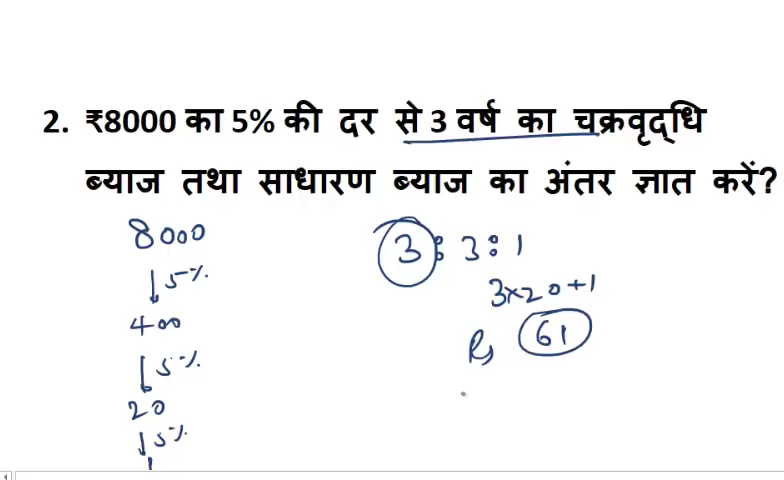 2. ₹8000 का 5% की दर से 3 वर्ष का चक्रवृद्धि
ब्याज तथा साधारण ब्याज का अंतर ज्ञात करें?
8000
↓5%
400
↓5%
20
↓5%
1
3 : 3 : 1
3×20+1
Rs 61